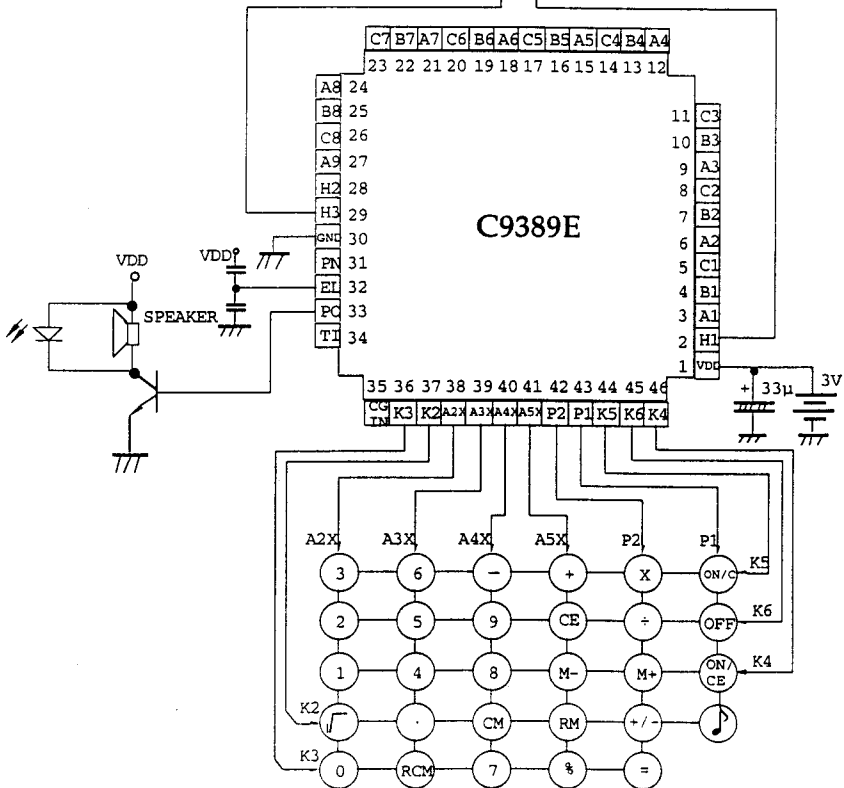 C7 B7 A7 C6 B6 A6 C5 B5 A5 C4 B4 A4
23 22 21 20 19 18 17 16 15 14 13 12
A8 24
B8 25
C8 26
A9 27
H2 28
H3 29
GND 30
PN 31
EL 32
PO 33
TI 34
11 C3
10 B3
9 A3
8 C2
7 B2
6 A2
5 C1
4 B1
3 A1
2 H1
1 VDD
C9389E
VDD
VDD
SPEAKER
+ 33µ
3V
35 36 37 38 39 40 41 42 43 44 45 46
CG IN K3 K2 A2X A3X A4X A5X P2 P1 K5 K6 K4
A2X A3X A4X A5X P2 P1
3 6 - + X ON/C K5
2 5 9 CE ÷ OFF K6
1 4 8 M- M+ ON/CE K4
K2 √ · CM RM +/- ♪
K3 0 RCM 7 % =